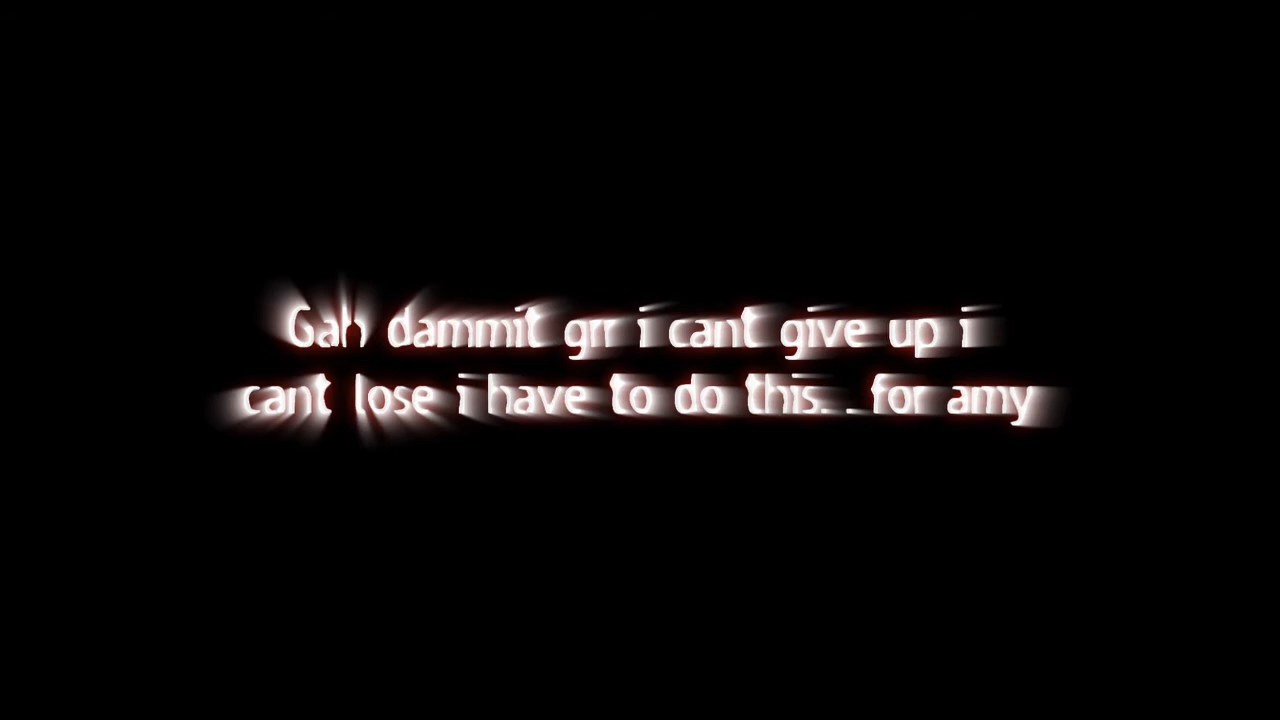 Gah dammit grr i cant give up i
cant lose i have to do this. . for amy